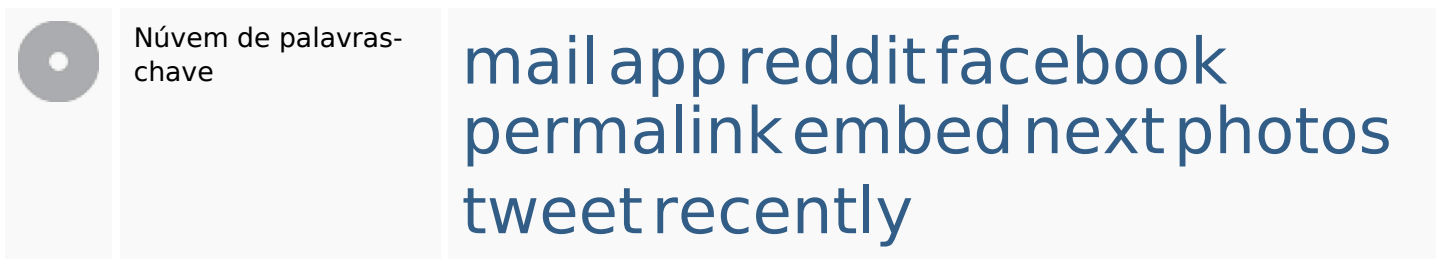 Núvem de palavras-
chave
mail app reddit facebook
permalink embed next photos
tweet recently